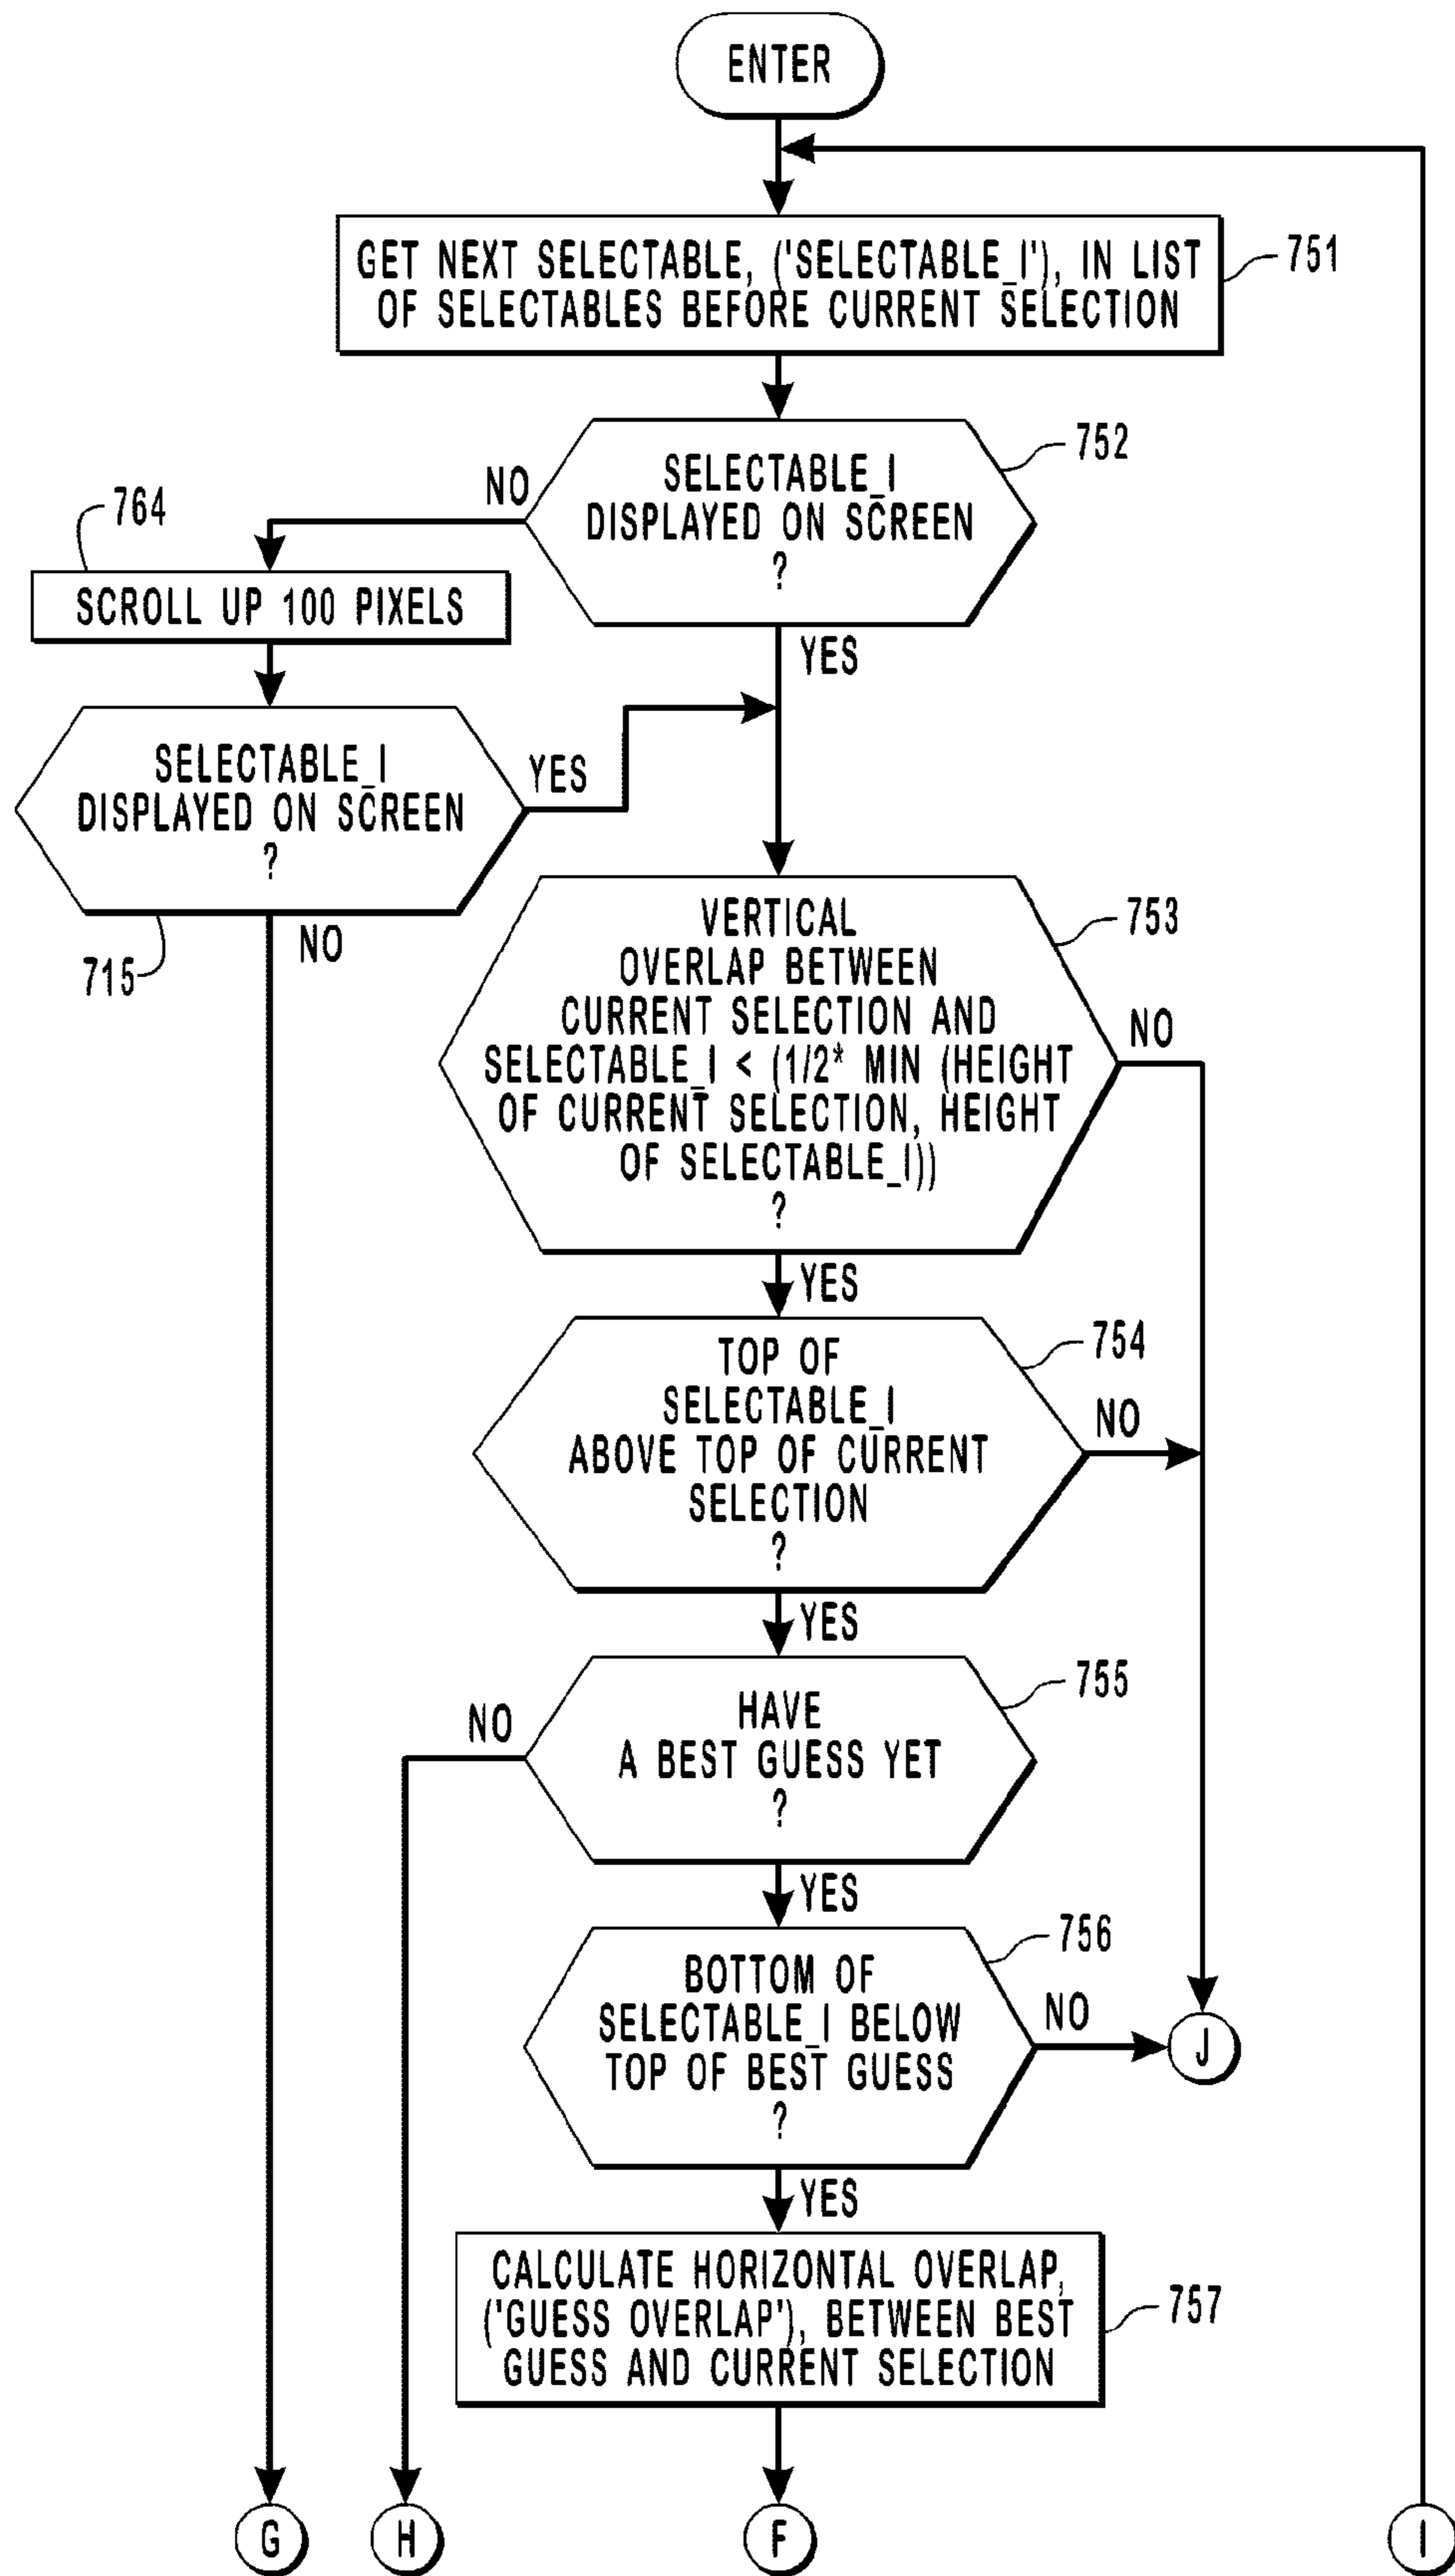 ENTER
GET NEXT SELECTABLE, ('SELECTABLE_I'), IN LIST
OF SELECTABLES BEFORE CURRENT SELECTION
751
SELECTABLE_I
DISPLAYED ON SCREEN
?
752
NO
YES
764
SCROLL UP 100 PIXELS
SELECTABLE_I
DISPLAYED ON SCREEN
?
YES
715
NO
VERTICAL
OVERLAP BETWEEN
CURRENT SELECTION AND
SELECTABLE_I < (1/2* MIN (HEIGHT
OF CURRENT SELECTION, HEIGHT
OF SELECTABLE_I))
?
753
NO
YES
TOP OF
SELECTABLE_I
ABOVE TOP OF CURRENT
SELECTION
?
754
NO
YES
HAVE
A BEST GUESS YET
?
755
NO
YES
BOTTOM OF
SELECTABLE_I BELOW
TOP OF BEST GUESS
?
756
NO
J
YES
CALCULATE HORIZONTAL OVERLAP,
('GUESS OVERLAP'), BETWEEN BEST
GUESS AND CURRENT SELECTION
757
G
H
F
I